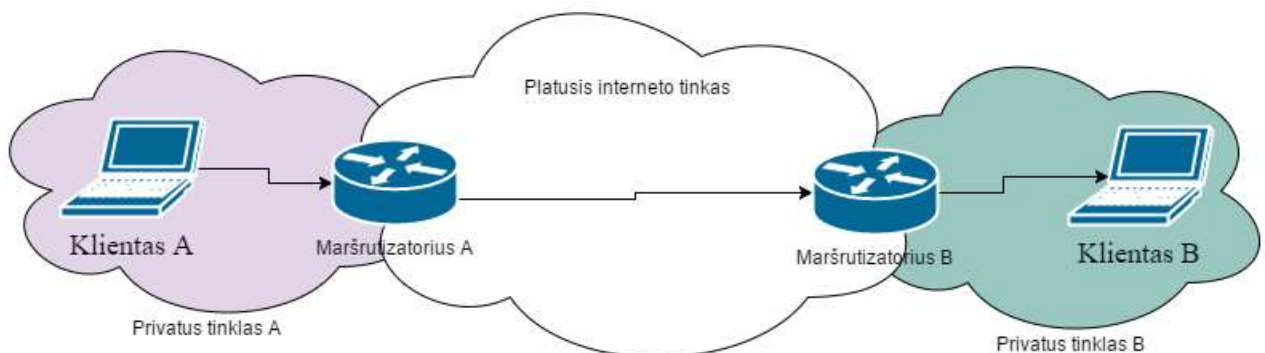 Platusis interneto tinkas
Klientas A
Maršrutizatorius A
Maršrutizatorius B
Klientas B
Privatus tinklas A
Privatus tinklas B